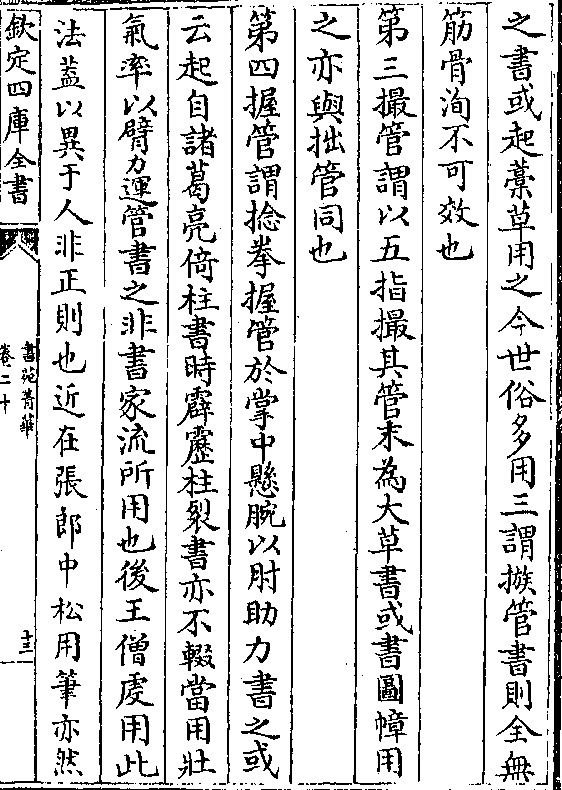 之書或起藁草用之今世俗多用三謂撥管書則全無
筋骨洵不可效也
第三撮管謂以五指撮其管末為大草書或書圖幛用
之亦與拙管同也
第四握管謂捻拳握管於掌中懸腕以肘助力書之或
云起自諸葛亮倚柱書時霹靂柱裂書亦不輟當用壯
氣率以臂力運管書之非書家流所用也後王僧虔用此
法蓋以異于人非正則也近在張郎中松用筆亦然
欽定四庫全書
書苑菁華
卷二十
十三